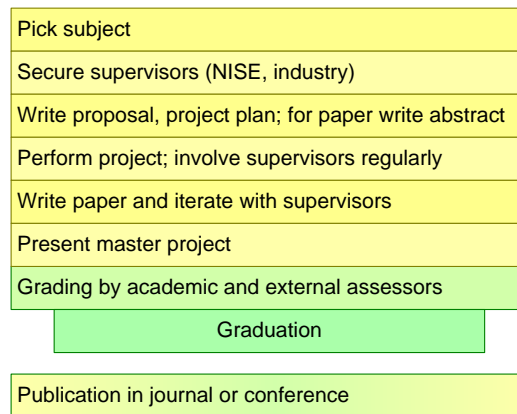 Pick subject
Secure supervisors (NISE, industry)
Write proposal, project plan; for paper write abstract
Perform project; involve supervisors regularly
Write paper and iterate with supervisors
Present master project
Grading by academic and external assessors
Graduation
Publication in journal or conference